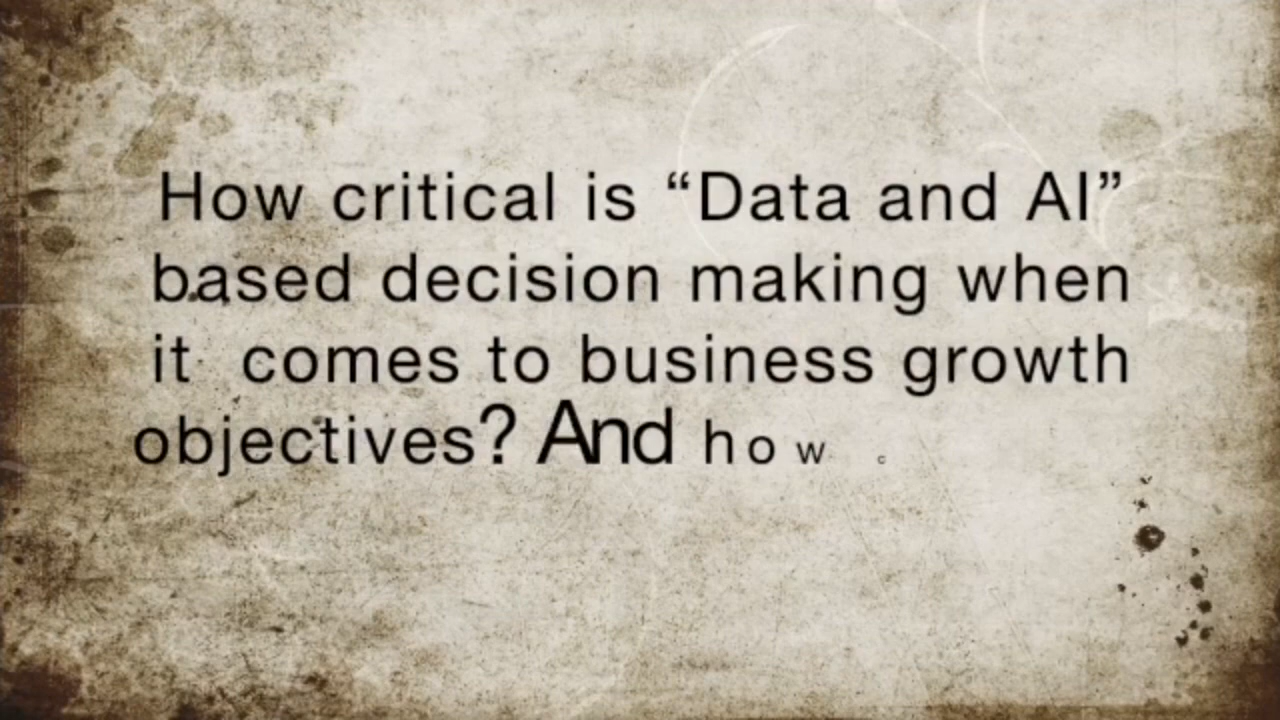 How critical is “Data and AI”
based decision making when
it comes to business growth
objectives? And how c